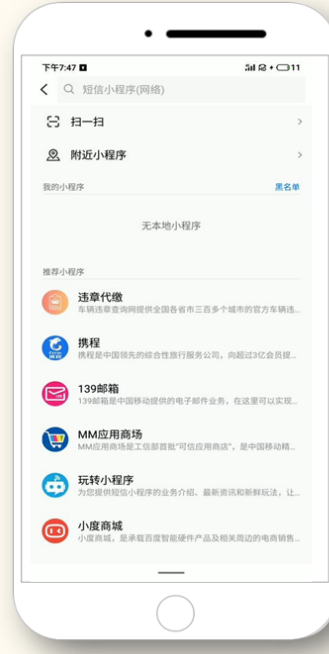 下午7:47
11
短信小程序(网络)
扫一扫
附近小程序
我的小程序 黑名单
无本地小程序
推荐小程序
违章代缴
车辆违章查询网提供全国各省市三百多个城市的官方车辆违...
携程
携程是中国领先的综合性旅行服务公司，向超过3亿会员提...
139邮箱
139邮箱是中国移动提供的电子邮件业务，在这里可以实现...
MM应用商场
MM应用商场是工信部首批"可信应用商店"，是中国移动精...
玩转小程序
为您提供短信小程序的业务介绍、最新资讯和新鲜玩法，让...
小度商城
小度商城，是承载百度智能硬件产品及相关周边的电商销售...